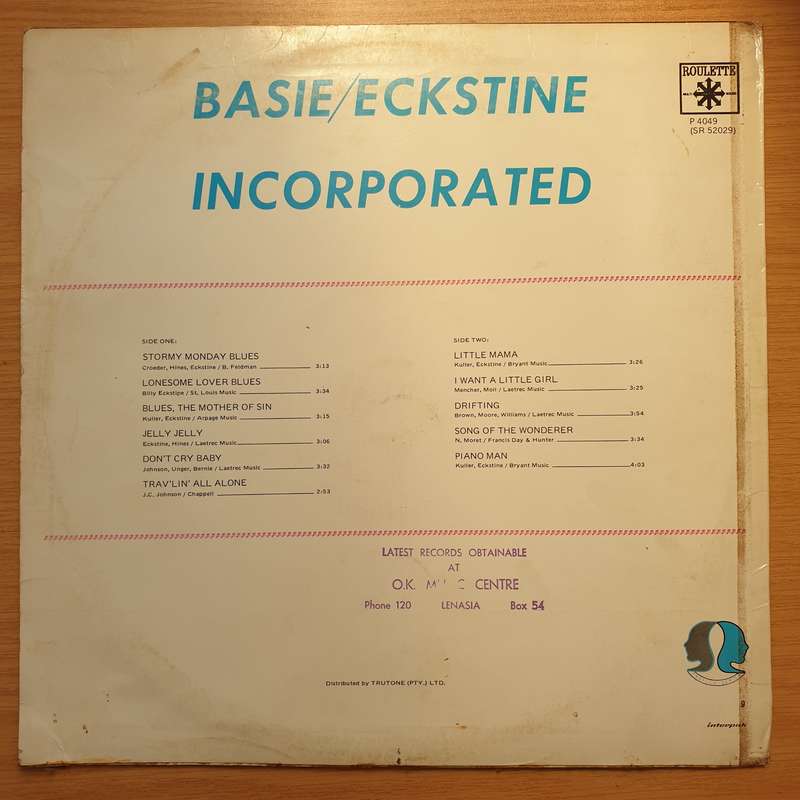 BASIE/ECKSTINE
INCORPORATED
ROULETTE
P 4049
(SR 52029)
SIDE ONE:
STORMY MONDAY BLUES
Croeder, Hines, Eckstine / B. Feldman 3:13
LONESOME LOVER BLUES
Billy Eckstipe / St. Louis Music 3:34
BLUES, THE MOTHER OF SIN
Kuller, Eckstine / Arpage Music 3:15
JELLY JELLY
Eckstine, Hines / Laetrec Music 3:06
DON'T CRY BABY
Johnson, Unger, Bernie / Laetrec Music 3:32
TRAV'LIN' ALL ALONE
J.C. Johnson / Chappell 2:53
SIDE TWO:
LITTLE MAMA
Kuller, Eckstine / Bryant Music 3:26
I WANT A LITTLE GIRL
Mencher, Moll / Laetrec Music 3:25
DRIFTING
Brown, Moore, Williams / Laetrec Music 3:54
SONG OF THE WONDERER
N. Moret / Francis Day & Hunter 3:34
PIANO MAN
Kuller, Eckstine / Bryant Music 4:03
LATEST RECORDS OBTAINABLE
AT
O.K. CENTRE
Phone 120 LENASIA Box 54
Distributed by TRUTONE (PTY.) LTD.